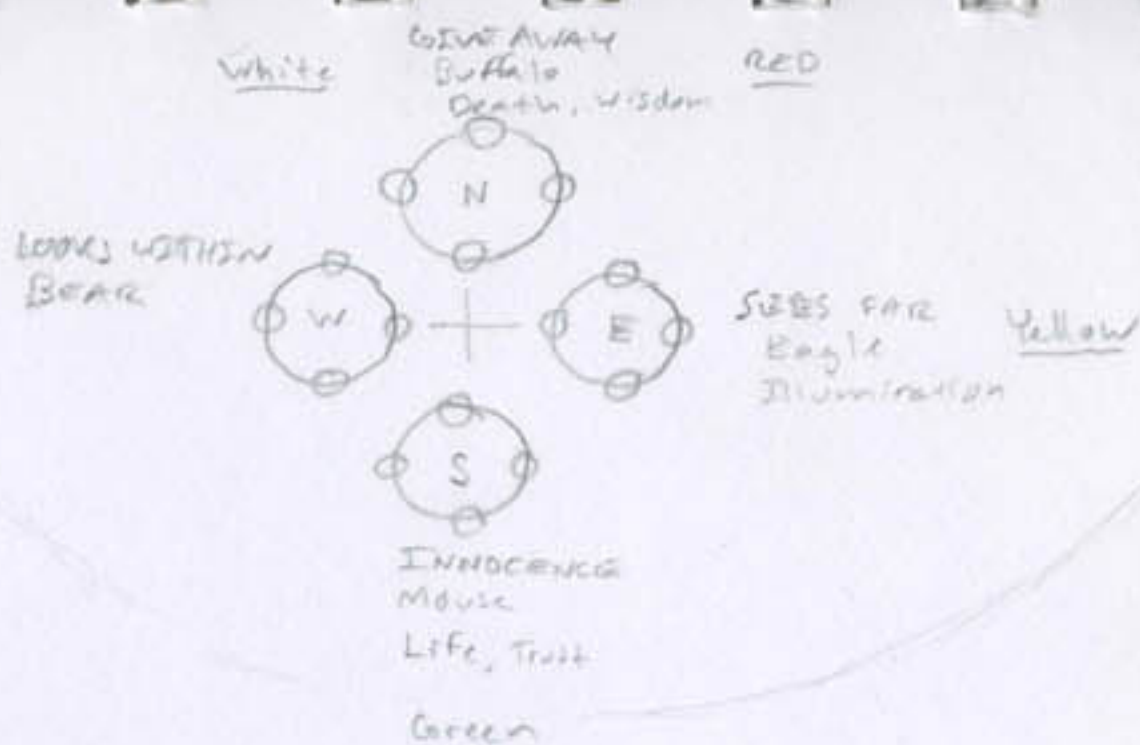 GIVE AWAY
White
RED
Buffalo
Death, Wisdom
N
LOOKS WITHIN
BEAR
W
E
SEES FAR
Eagle
Illumination
Yellow
S
INNOCENCE
Mouse
Life, Trust
Green